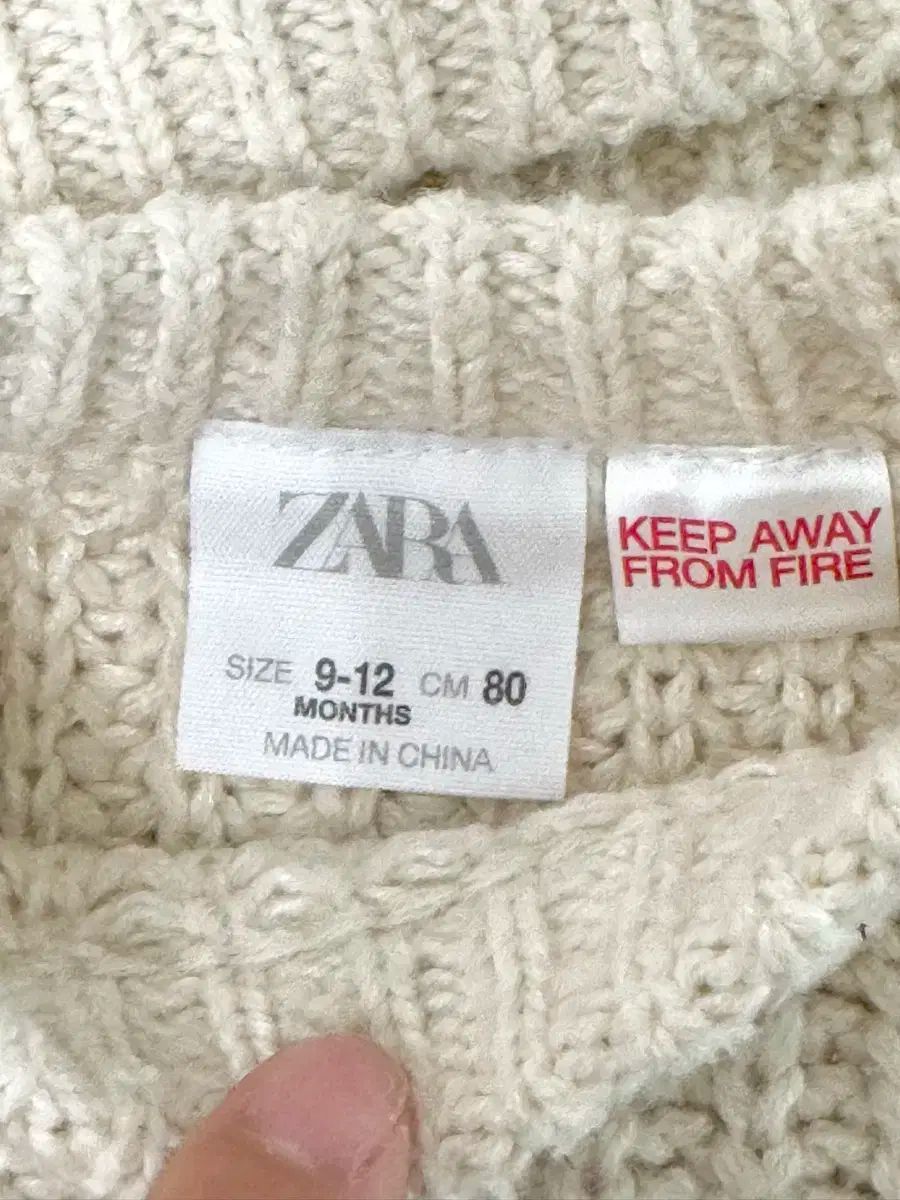 ZARA
SIZE 9-12 CM 80
MONTHS
MADE IN CHINA
KEEP AWAY
FROM FIRE